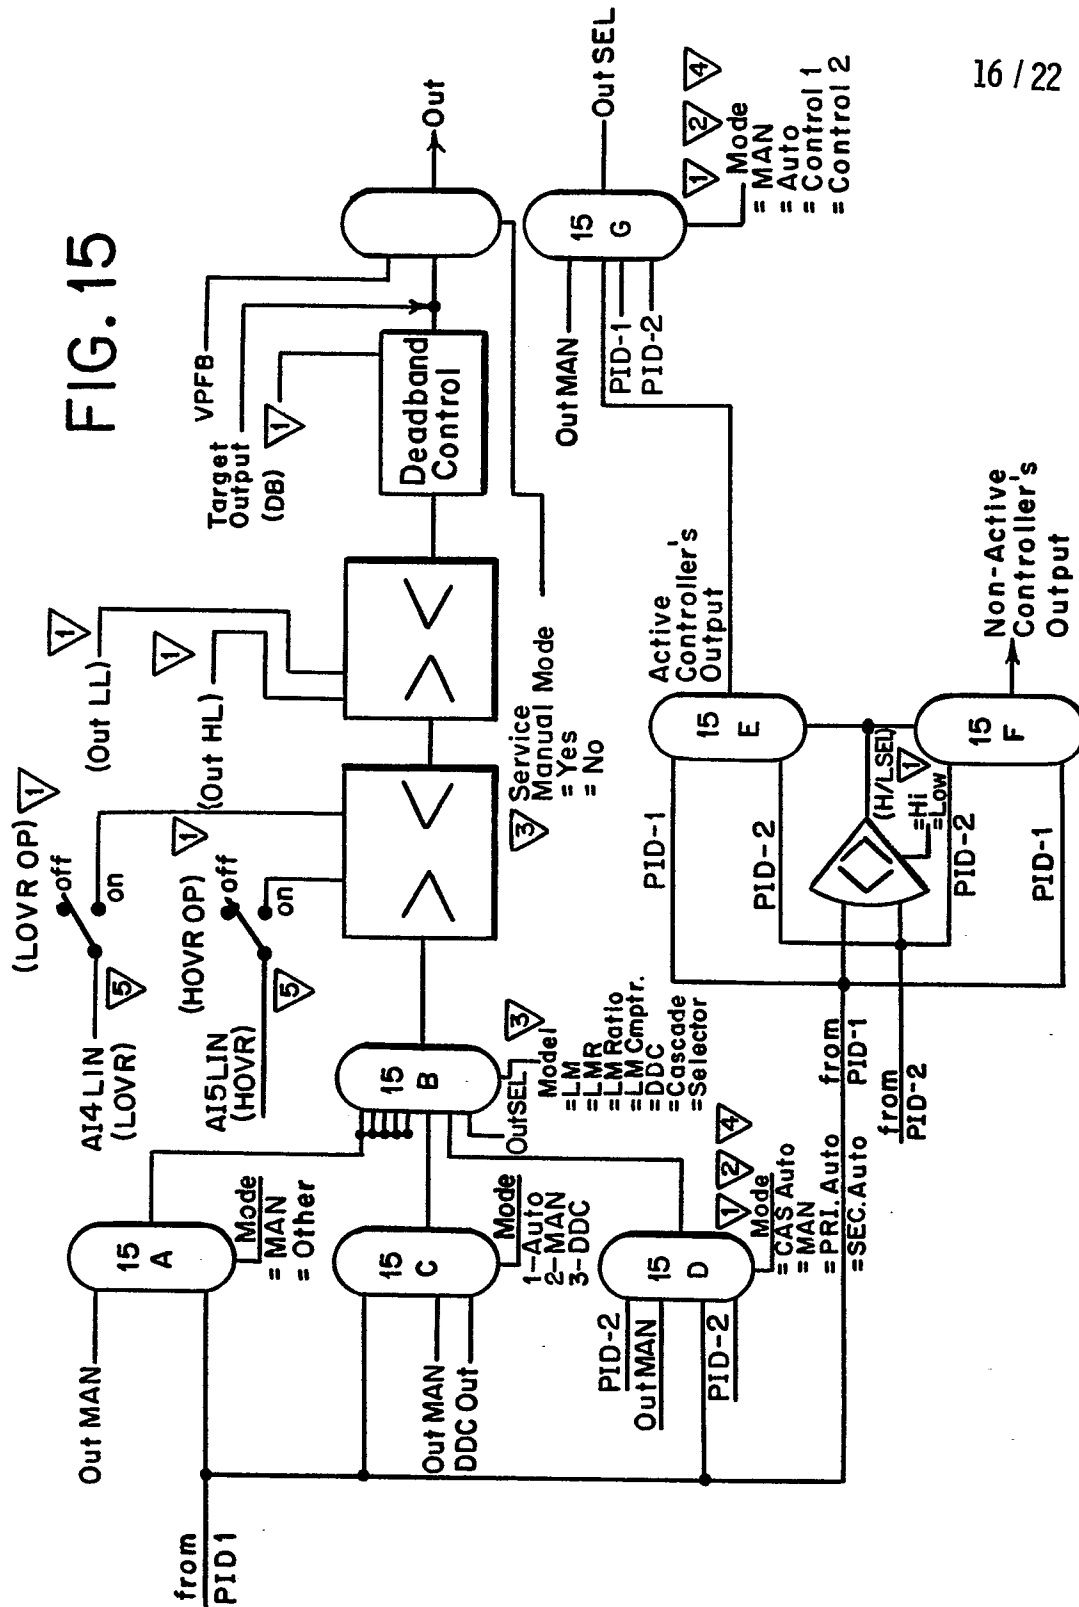 16 / 22
FIG. 15
from
PID1
Out MAN
15
A
Mode
= MAN
= Other
Out MAN
DDC Out
15
C
Mode
1-Auto
2-MAN
3-DDC
PID-2
Out MAN
PID-2
15
D
1
2
4
Mode
= CAS Auto
= MAN
= PRI. Auto
= SEC. Auto
15
B
OutSEL
3
Model
= LM
= LMR
= LM Ratio
= LM Cmptr.
= DDC
= Cascade
= Selector
AI4LIN
(LOVR)
5
(LOVR OP)
1
off
on
AI5LIN
(HOVR)
5
(HOVR OP)
1
off
on
> <
(Out LL)
1
(Out HL)
1
> <
3
Service
Manual Mode
= Yes
= No
Target
Output
(DB)
1
VPFB
Deadband
Control
Out
from
PID-1
from
PID-2
PID-1
PID-2
(H/LSEL)
1
=Hi
=Low
PID-2
PID-1
15
E
15
F
Active
Controller's
Output
Non-Active
Controller's
Output
Out MAN
PID-1
PID-2
15
G
Out SEL
1
2
4
Mode
= MAN
= Auto
= Control 1
= Control 2